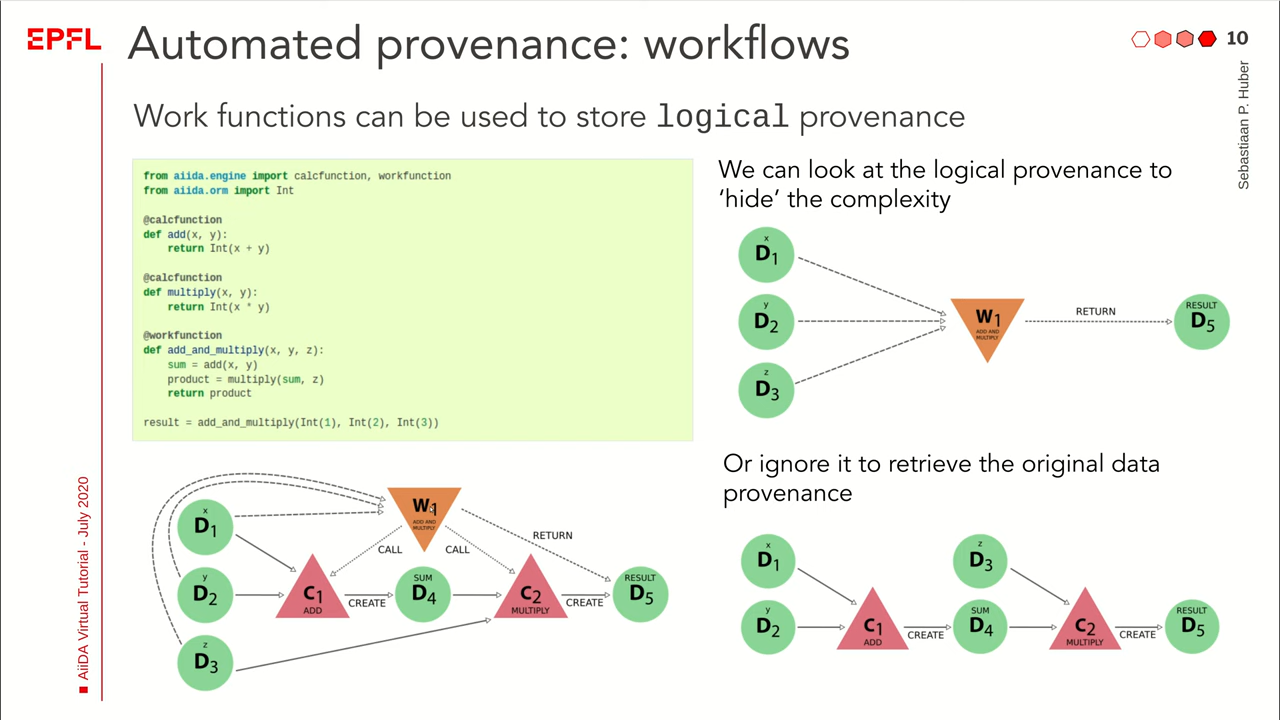 EPFL
Automated provenance: workflows
10
Sebastiaan P. Huber
Work functions can be used to store logical provenance
from aiida.engine import calcfunction, workfunction
from aiida.orm import Int
@calcfunction
def add(x, y):
    return Int(x + y)
@calcfunction
def multiply(x, y):
    return Int(x * y)
@workfunction
def add_and_multiply(x, y, z):
    sum = add(x, y)
    product = multiply(sum, z)
    return product
result = add_and_multiply(Int(1), Int(2), Int(3))
We can look at the logical provenance to
‘hide’ the complexity
x
D1
y
D2
z
D3
W1
ADD AND
MULTIPLY
RETURN
RESULT
D5
x
D1
y
D2
z
D3
W1
ADD AND
MULTIPLY
CALL
CALL
RETURN
C1
ADD
CREATE
SUM
D4
C2
MULTIPLY
CREATE
RESULT
D5
Or ignore it to retrieve the original data
provenance
x
D1
y
D2
C1
ADD
CREATE
z
D3
SUM
D4
C2
MULTIPLY
CREATE
RESULT
D5
AiiDA Virtual Tutorial - July 2020